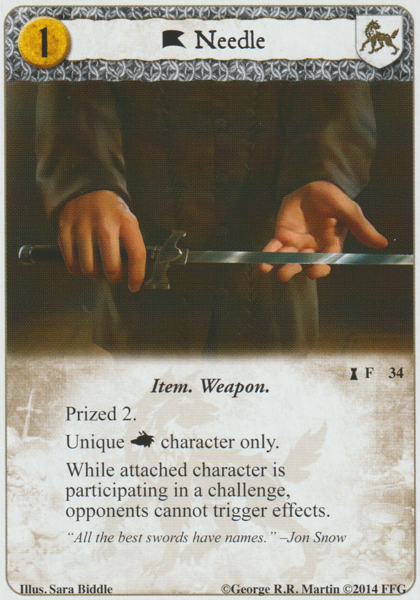 1
Needle
F 34
Item. Weapon.
Prized 2.
Unique character only.
While attached character is
participating in a challenge,
opponents cannot trigger effects.
“All the best swords have names.” –Jon Snow
Illus. Sara Biddle ©George R.R. Martin ©2014 FFG